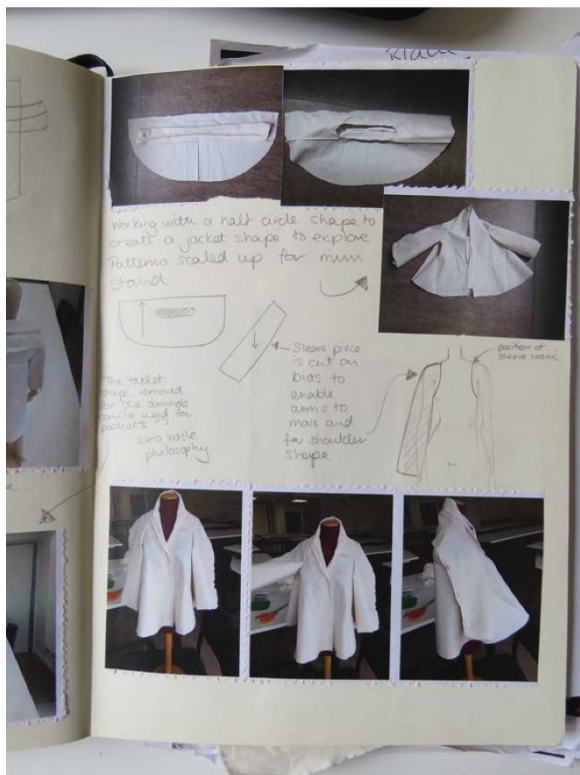 Working with a half circle shape to
create a jacket shape to explore
Patterns scaled up for mini
stand
Sleeve piece
is cut on
bias to
enable
arms to
move and
for shoulder
shape
position of
sleeve seam
The tablet
shape removed
for the armhole
can be used for
pockets??
zero waste
philosophy